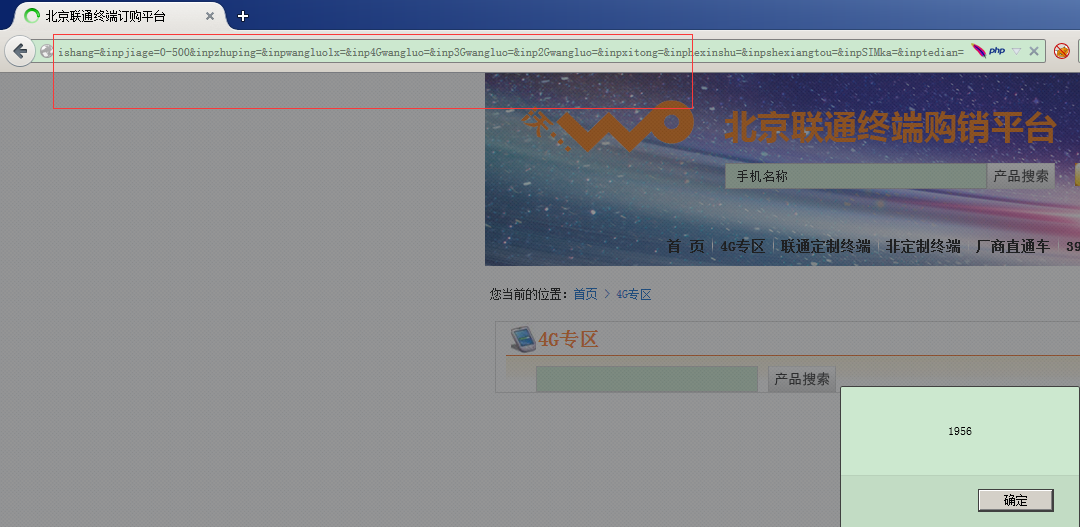 北京联通终端订购平台
ishang=&inpjiage=0-500&inpzhuping=&inpwangluolx=&inp4Gwangluo=&inp3Gwangluo=&inp2Gwangluo=&inpxitong=&inphexinshu=&inpshexiangtou=&inpSIMka=&inptedian=
php
北京联通终端购销平台
手机名称 产品搜索
首 页 4G专区 联通定制终端 非定制终端 厂商直通车 39
您当前的位置：首页 > 4G专区
4G专区
产品搜索
1956
确定